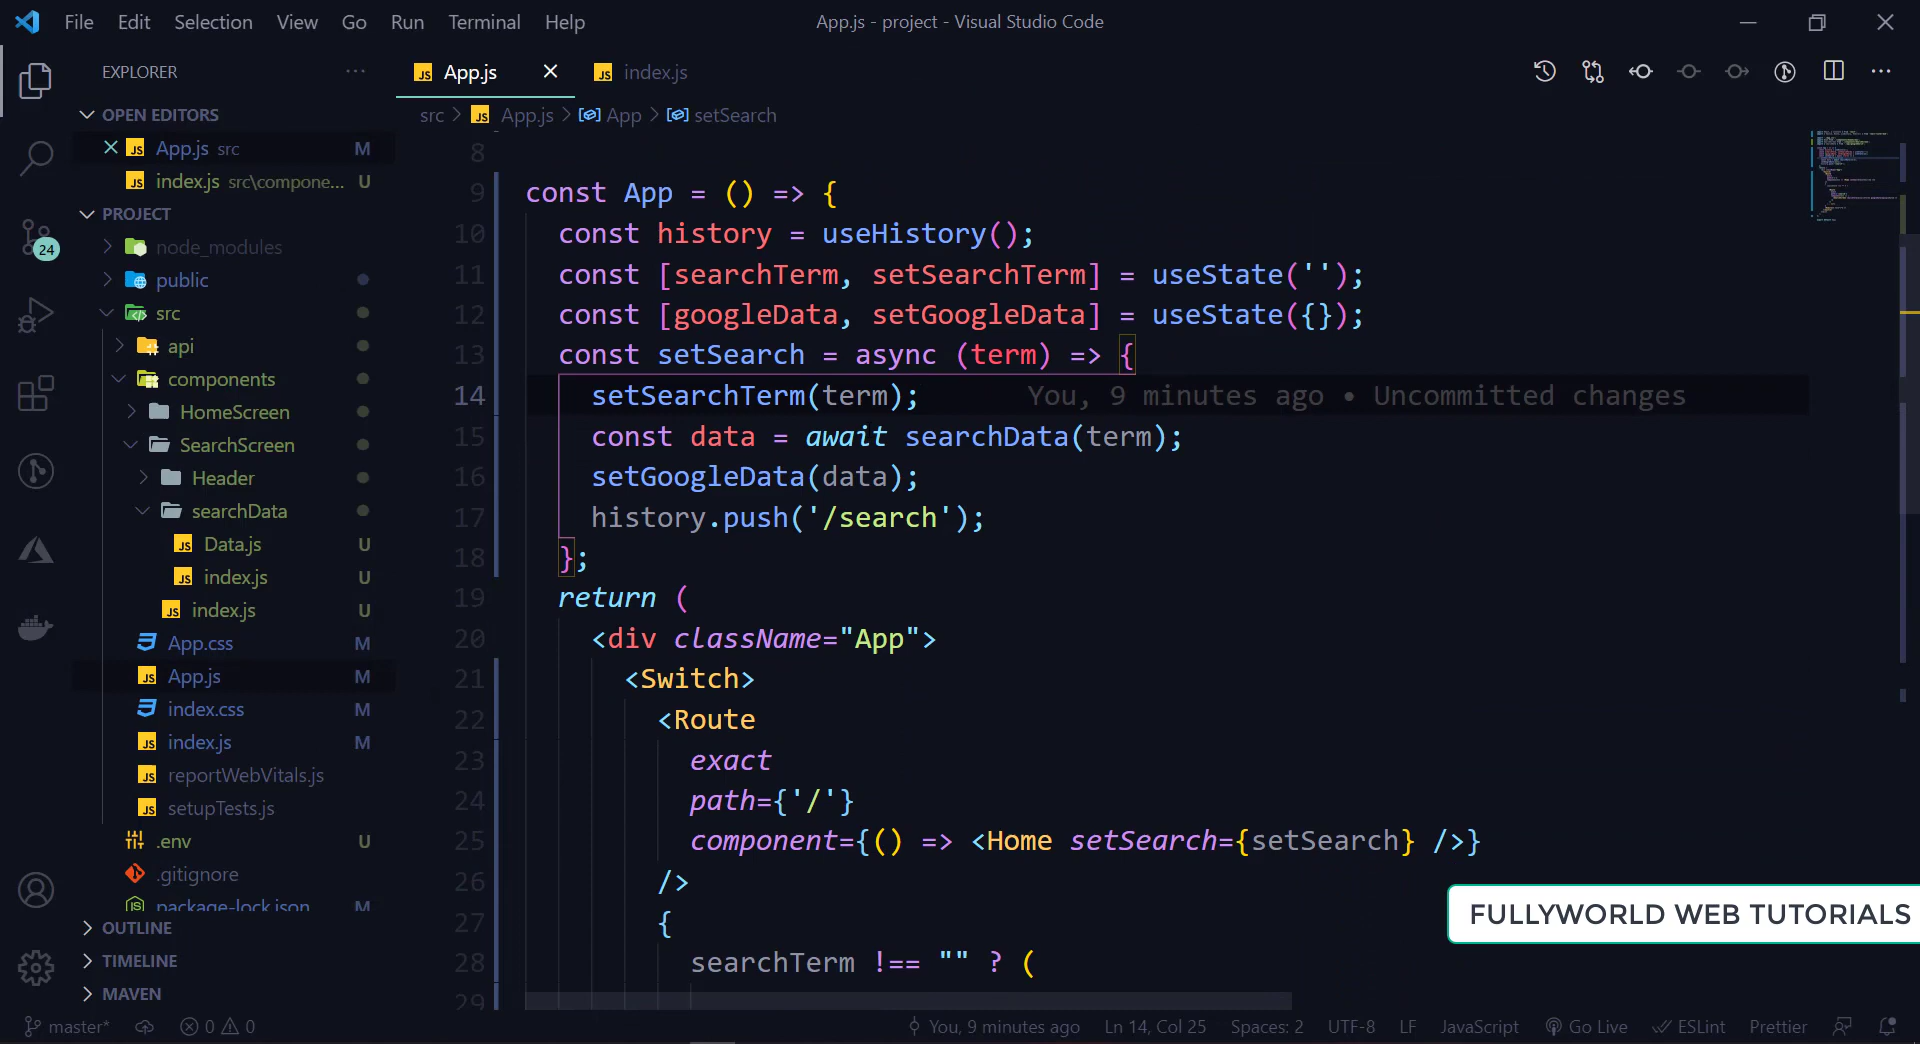 File Edit Selection View Go Run Terminal Help
App.js - project - Visual Studio Code
EXPLORER
OPEN EDITORS
App.js src M
index.js src\compone... U
PROJECT
node_modules
public
src
api
components
HomeScreen
SearchScreen
Header
searchData
Data.js U
index.js U
index.js U
App.css M
App.js M
index.css M
index.js M
reportWebVitals.js
setupTests.js
.env U
.gitignore
package-lock.json M
OUTLINE
TIMELINE
MAVEN
24
App.js index.js
src > App.js > App > setSearch
8
9 const App = () => {
10 const history = useHistory();
11 const [searchTerm, setSearchTerm] = useState('');
12 const [googleData, setGoogleData] = useState({});
13 const setSearch = async (term) => {
14 setSearchTerm(term); You, 9 minutes ago • Uncommitted changes
15 const data = await searchData(term);
16 setGoogleData(data);
17 history.push('/search');
18 };
19 return (
20 <div className="App">
21 <Switch>
22 <Route
23 exact
24 path={'/'}
25 component={() => <Home setSearch={setSearch} />}
26 />
27 {
28 searchTerm !== "" ? (
29
FULLYWORLD WEB TUTORIALS
master* 0 0 You, 9 minutes ago Ln 14, Col 25 Spaces: 2 UTF-8 LF JavaScript Go Live ESLint Prettier